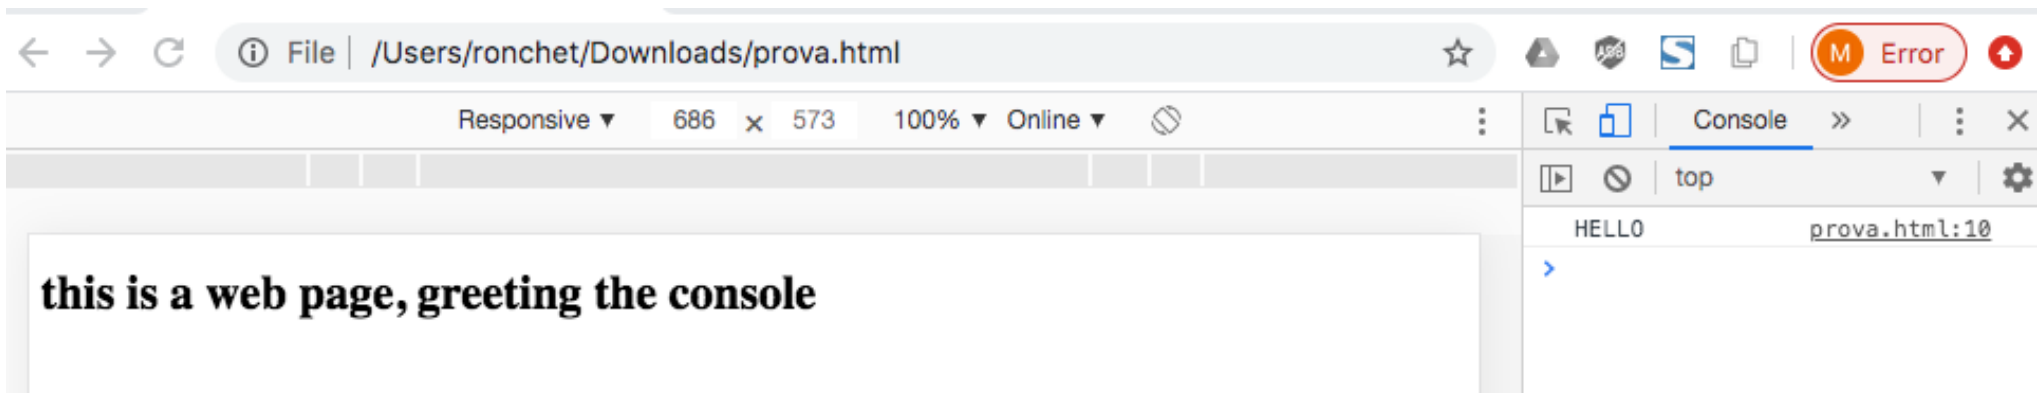 File /Users/ronchet/Downloads/prova.html ABP S M Error
Responsive ▼ 686 × 573 100% ▼ Online ▼ Console »
top ▼
HELLO prova.html:10
this is a web page, greeting the console